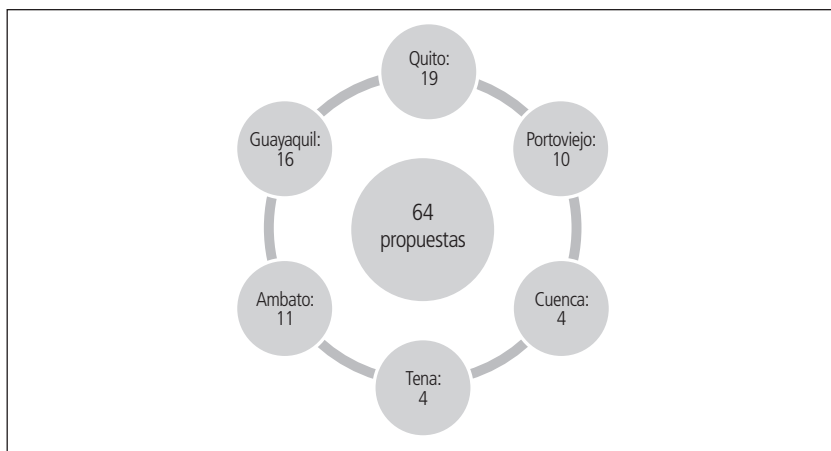 Quito:
19
Portoviejo:
10
Cuenca:
4
Tena:
4
Ambato:
11
Guayaquil:
16
64
propuestas